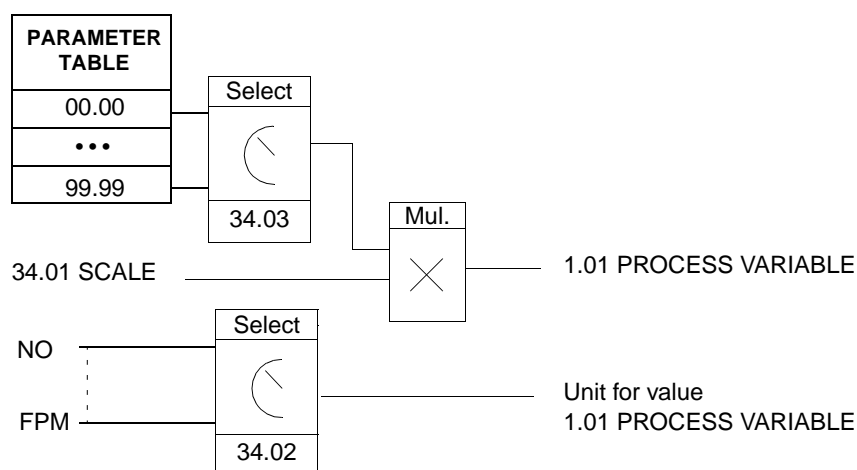 PARAMETER
TABLE
00.00
•••
99.99
Select
34.03
Mul.
34.01 SCALE
1.01 PROCESS VARIABLE
Select
NO
FPM
34.02
Unit for value
1.01 PROCESS VARIABLE